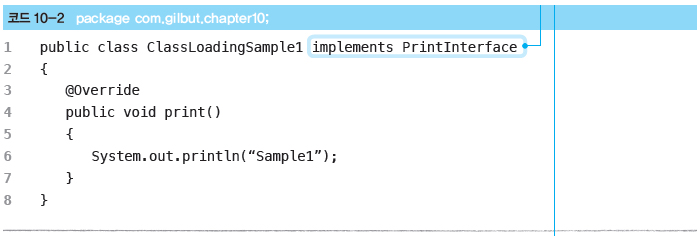 코드 10-2 package com.gilbut.chapter10;
1 public class ClassLoadingSample1 implements PrintInterface
2 {
3 @Override
4 public void print()
5 {
6 System.out.println(“Sample1”);
7 }
8 }